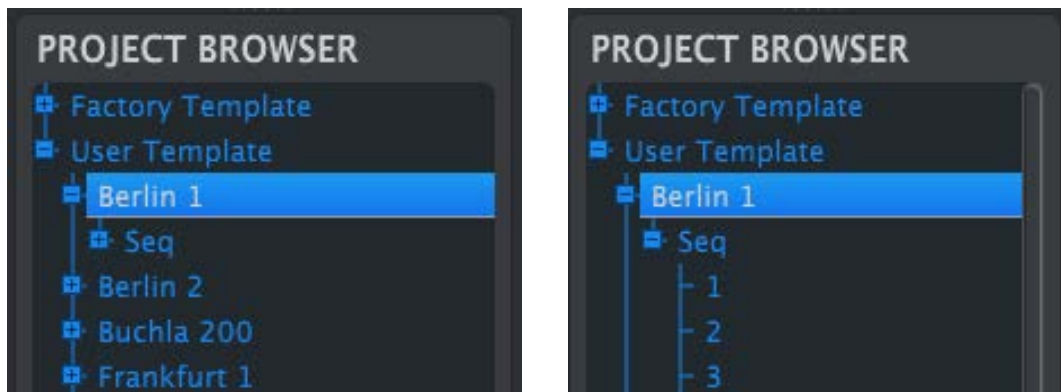 PROJECT BROWSER
Factory Template
User Template
Berlin 1
Seq
Berlin 2
Buchla 200
Frankfurt 1
PROJECT BROWSER
Factory Template
User Template
Berlin 1
Seq
1
2
3